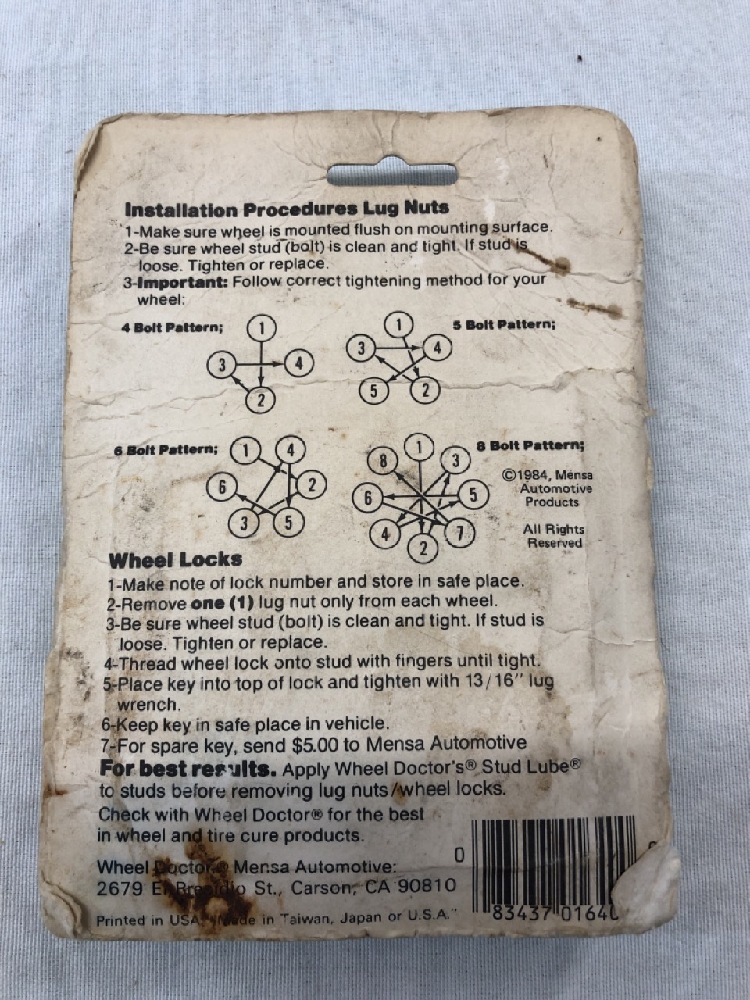 Installation Procedures Lug Nuts
1-Make sure wheel is mounted flush on mounting surface.
2-Be sure wheel stud (bolt) is clean and tight. If stud is
loose. Tighten or replace.
3-Important: Follow correct tightening method for your
wheel:
4 Bolt Pattern;
1
3
4
2
5 Bolt Pattern;
1
3
4
5
2
6 Bolt Pattern;
1
4
6
2
3
5
8 Bolt Pattern;
1
8
3
6
5
4
7
2
©1984, Mensa
Automotive
Products
All Rights
Reserved
Wheel Locks
1-Make note of lock number and store in safe place.
2-Remove one (1) lug nut only from each wheel.
3-Be sure wheel stud (bolt) is clean and tight. If stud is
loose. Tighten or replace.
4-Thread wheel lock onto stud with fingers until tight.
5-Place key into top of lock and tighten with 13/16" lug
wrench.
6-Keep key in safe place in vehicle.
7-For spare key, send $5.00 to Mensa Automotive
For best results. Apply Wheel Doctor's® Stud Lube®
to studs before removing lug nuts/wheel locks.
Check with Wheel Doctor® for the best
in wheel and tire cure products.
Wheel Doctor® Mensa Automotive:
2679 El Presidio St., Carson, CA 90810
Printed in USA, "Made in Taiwan, Japan or U.S.A."
0
83437 0164